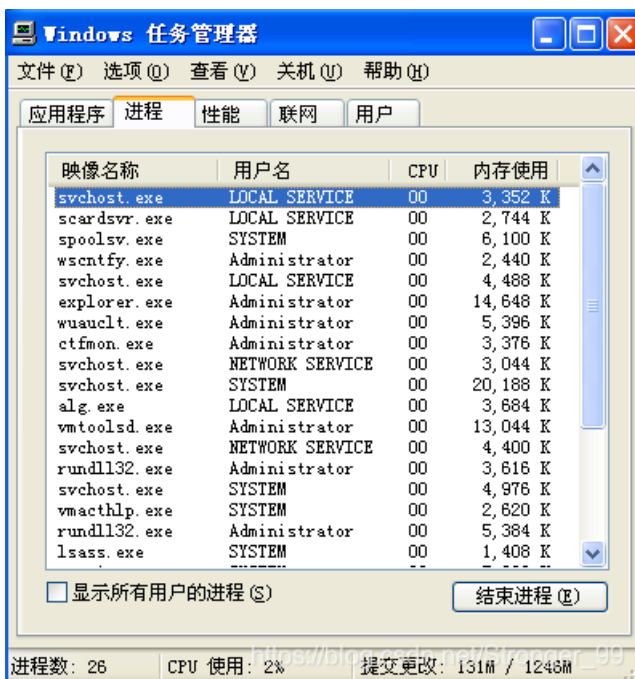 Windows 任务管理器
文件(F) 选项(O) 查看(V) 关机(U) 帮助(H)
应用程序 进程 性能 联网 用户
映像名称 用户名 CPU 内存使用
svchost.exe LOCAL SERVICE 00 3,352 K
scardsvr.exe LOCAL SERVICE 00 2,744 K
spoolsv.exe SYSTEM 00 6,100 K
wscntfy.exe Administrator 00 2,440 K
svchost.exe LOCAL SERVICE 00 4,488 K
explorer.exe Administrator 00 14,648 K
wuauclt.exe Administrator 00 5,396 K
ctfmon.exe Administrator 00 3,376 K
svchost.exe NETWORK SERVICE 00 3,044 K
svchost.exe SYSTEM 00 20,188 K
alg.exe LOCAL SERVICE 00 3,684 K
vmtoolsd.exe Administrator 00 13,044 K
svchost.exe NETWORK SERVICE 00 4,400 K
rundll32.exe Administrator 00 3,616 K
svchost.exe SYSTEM 00 4,976 K
vmacthlp.exe SYSTEM 00 2,620 K
rundll32.exe Administrator 00 5,384 K
lsass.exe SYSTEM 00 1,408 K
显示所有用户的进程(S) 结束进程(E)
https://blog.csdn.net/Stronger_99
进程数: 26 CPU 使用: 2% 提交更改: 131M / 1246M